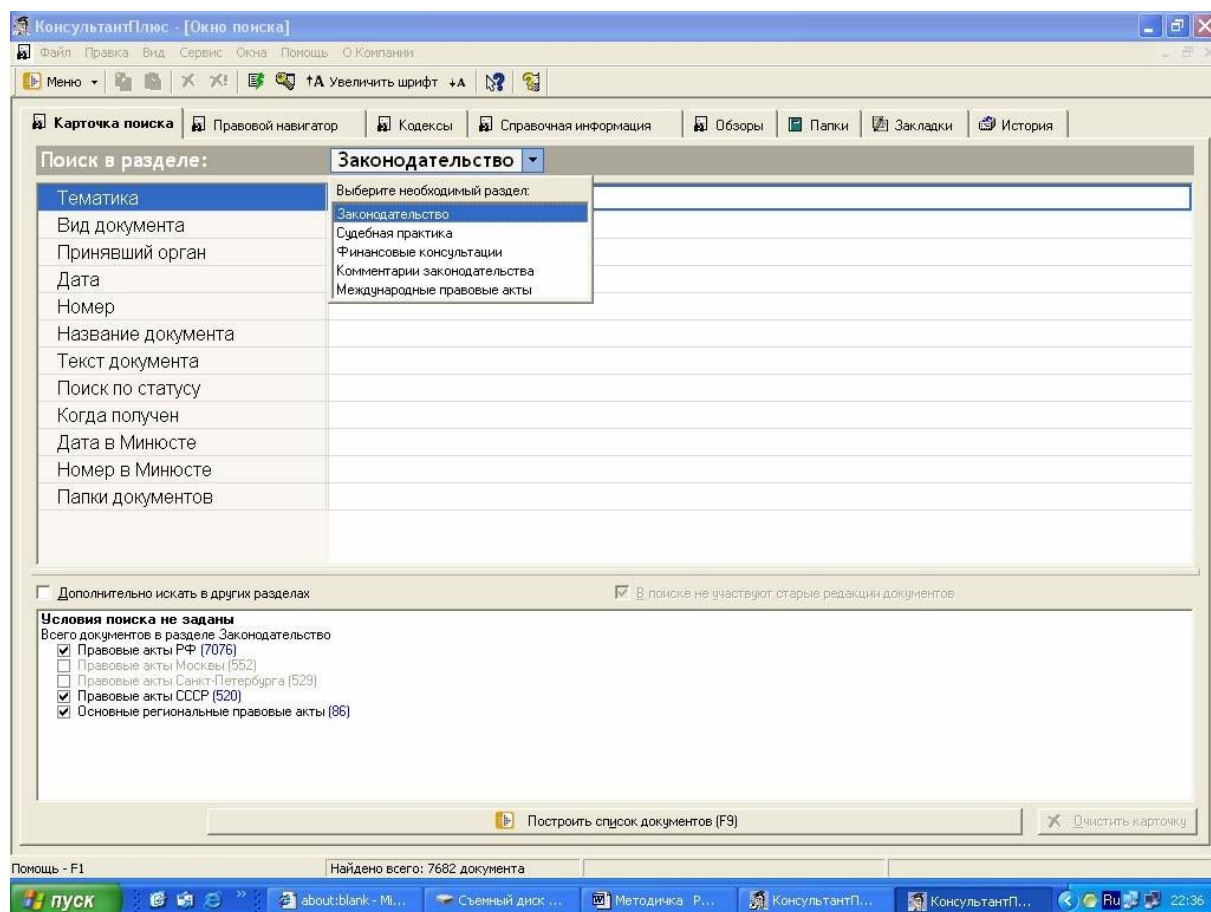 КонсультантПлюс - [Окно поиска]
Файл Правка Вид Сервис Окна Помощь О Компании
Меню Увеличить шрифт
Карточка поиска Правовой навигатор Кодексы Справочная информация Обзоры Папки Закладки История
Поиск в разделе: Законодательство
Тематика
Выберите необходимый раздел:
Законодательство
Судебная практика
Финансовые консультации
Комментарии законодательства
Международные правовые акты
Вид документа
Принявший орган
Дата
Номер
Название документа
Текст документа
Поиск по статусу
Когда получен
Дата в Минюсте
Номер в Минюсте
Папки документов
Дополнительно искать в других разделах В поиске не участвуют старые редакции документов
Условия поиска не заданы
Всего документов в разделе Законодательство
Правовые акты РФ (7076)
Правовые акты Москвы (552)
Правовые акты Санкт-Петербурга (529)
Правовые акты СССР (520)
Основные региональные правовые акты (86)
Построить список документов (F9) Очистить карточку
Помощь - F1 Найдено всего: 7682 документа
пуск about:blank - Mi... Съемный диск ... Методичка Р... КонсультантП... КонсультантП... Ru 22:36